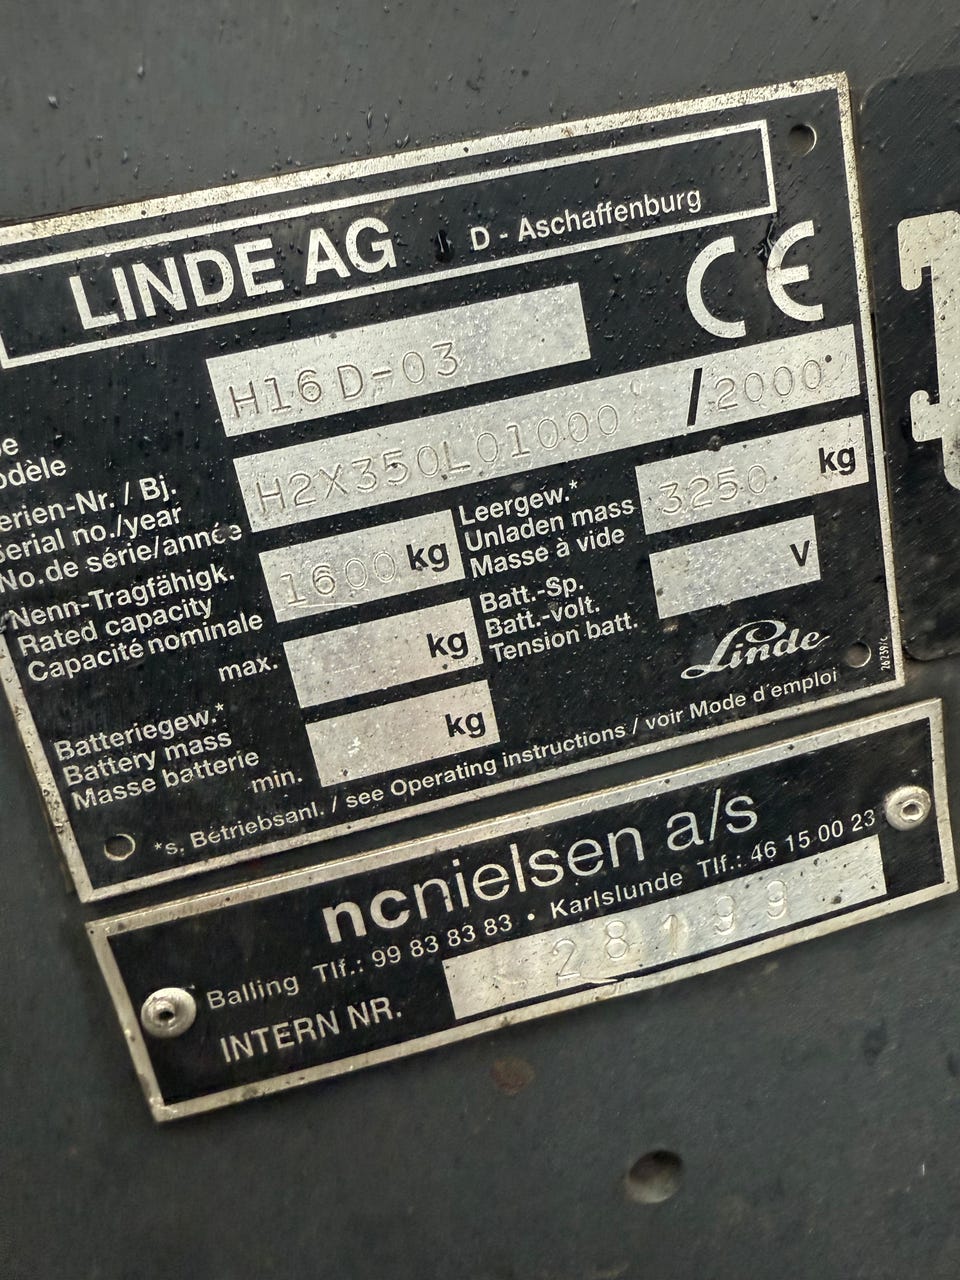 LINDE AG D - Aschaffenburg
CE
H16D-03
odèle
H2X350L01000 / 2000
erien-Nr. / Bj.
Serial no./year
No. de série/année
1600 kg
Nenn-Tragfähigk.
Rated capacity
Capacité nominale
Leergew.*
Unladen mass
Masse à vide
3250 kg
max. kg
Batteriegew.*
Battery mass
Masse batterie
min. kg
Batt.-Sp.
Batt.-volt.
Tension batt.
V
Linde
*s. Betriebsanl. / see Operating instructions / voir Mode d'emploi
ncnielsen a/s
Balling Tlf.: 99 83 83 83 • Karlslunde Tlf.: 46 15 00 23
INTERN NR. 28199